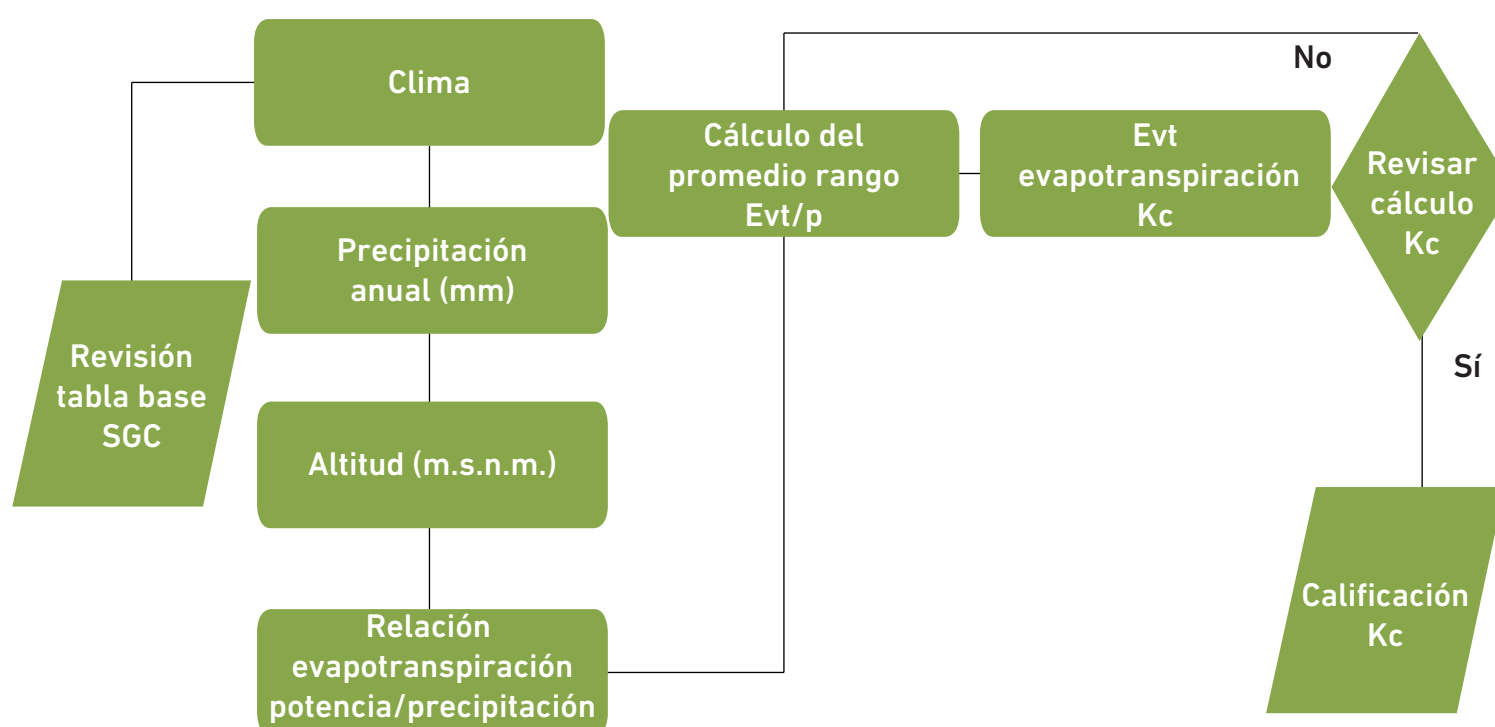 Clima
Precipitación
anual (mm)
Revisión
tabla base
SGC
Altitud (m.s.n.m.)
Relación
evapotranspiración
potencia/precipitación
Cálculo del
promedio rango
Evt/p
Evt
evapotranspiración
Kc
No
Revisar
cálculo
Kc
Sí
Calificación
Kc